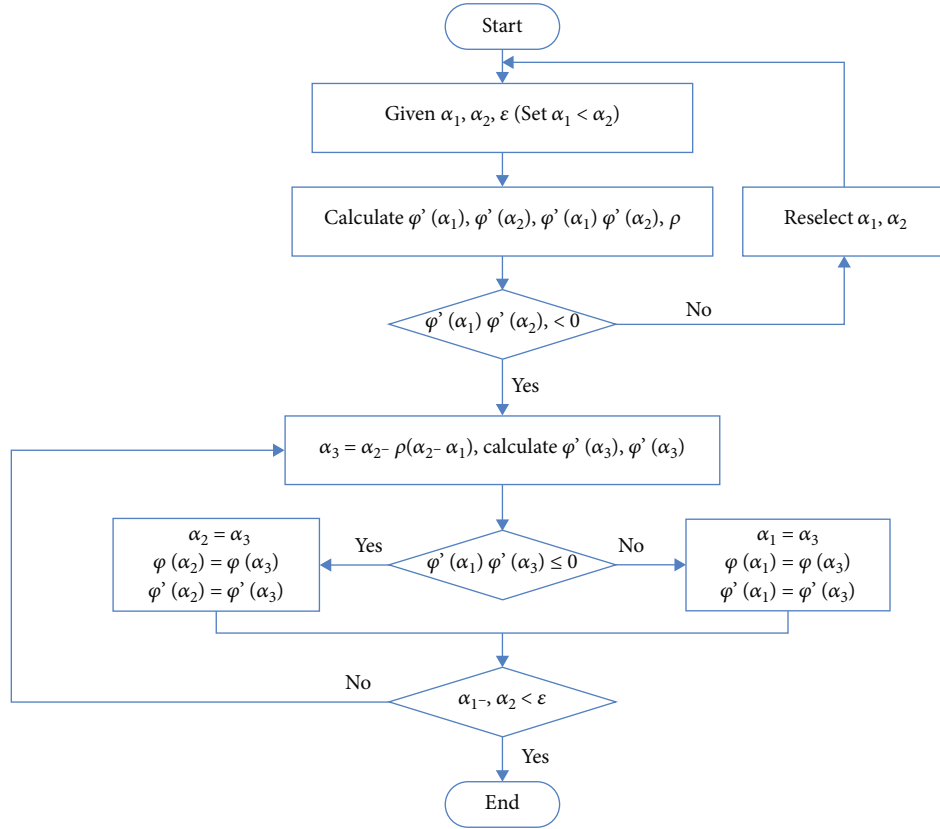 Start
Given α₁, α₂, ε (Set α₁ < α₂)
Calculate φ’ (α₁), φ’ (α₂), φ’ (α₁) φ’ (α₂), ρ
Reselect α₁, α₂
φ’ (α₁) φ’ (α₂), < 0
No
Yes
α₃ = α₂₋ ρ(α₂₋ α₁), calculate φ’ (α₃), φ’ (α₃)
α₂ = α₃
φ (α₂) = φ (α₃)
φ’ (α₂) = φ’ (α₃)
Yes
φ’ (α₁) φ’ (α₃) ≤ 0
No
α₁ = α₃
φ (α₁) = φ (α₃)
φ’ (α₁) = φ’ (α₃)
No
α₁₋, α₂ < ε
Yes
End